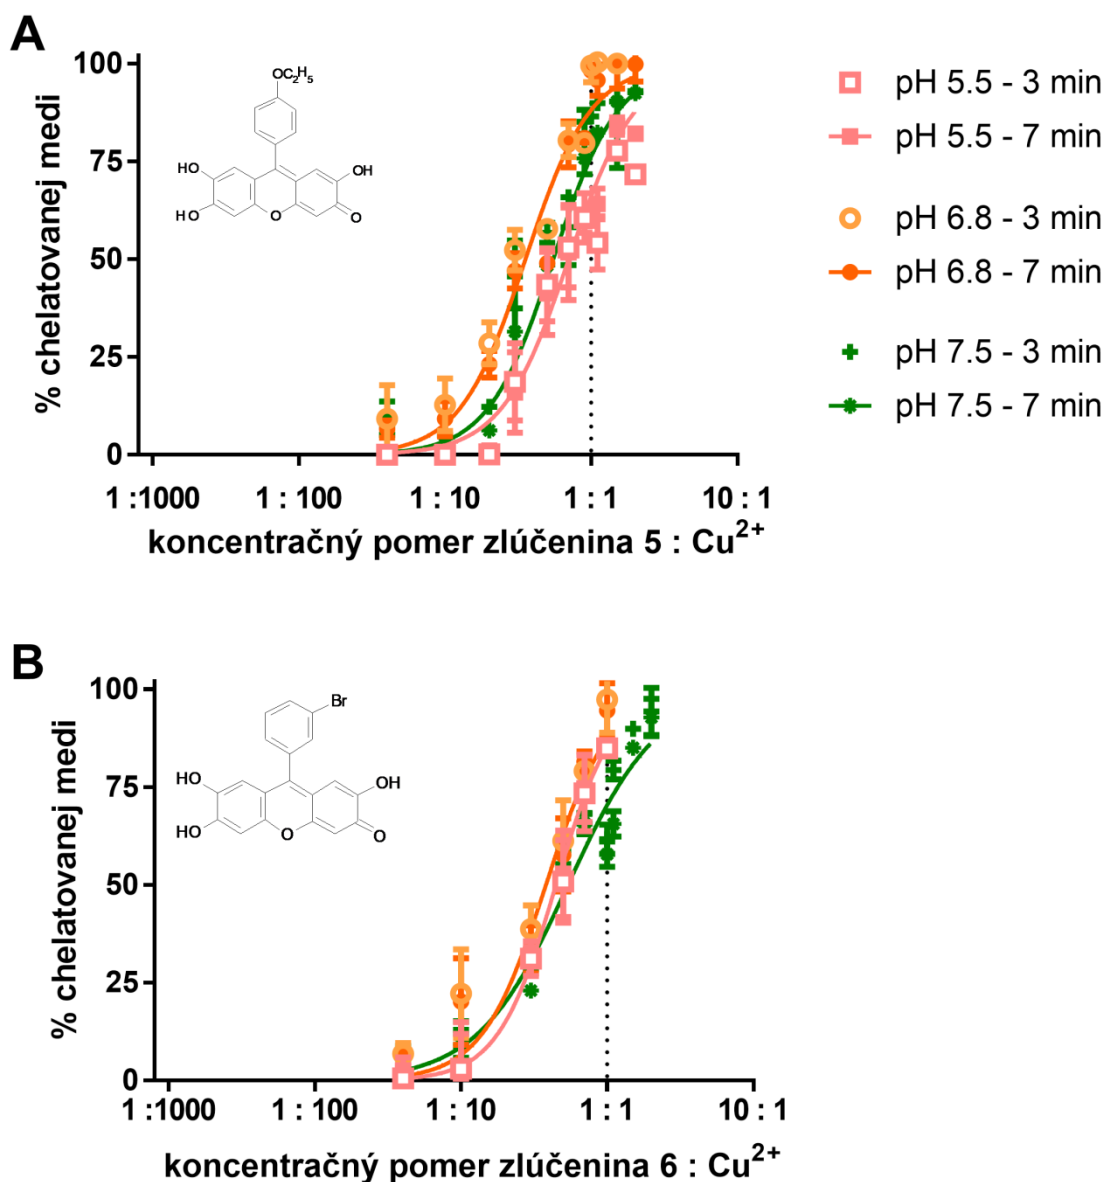 A
100
75
50
25
0
% chelatovanej medi
OC2H5
HO
OH
HO
O
O
1:1000
1:100
1:10
1:1
10:1
koncentračný pomer zlúčenina 5 : Cu2+
pH 5.5 - 3 min
pH 5.5 - 7 min
pH 6.8 - 3 min
pH 6.8 - 7 min
pH 7.5 - 3 min
pH 7.5 - 7 min
B
100
75
50
25
0
% chelatovanej medi
Br
HO
OH
HO
O
O
1:1000
1:100
1:10
1:1
10:1
koncentračný pomer zlúčenina 6 : Cu2+